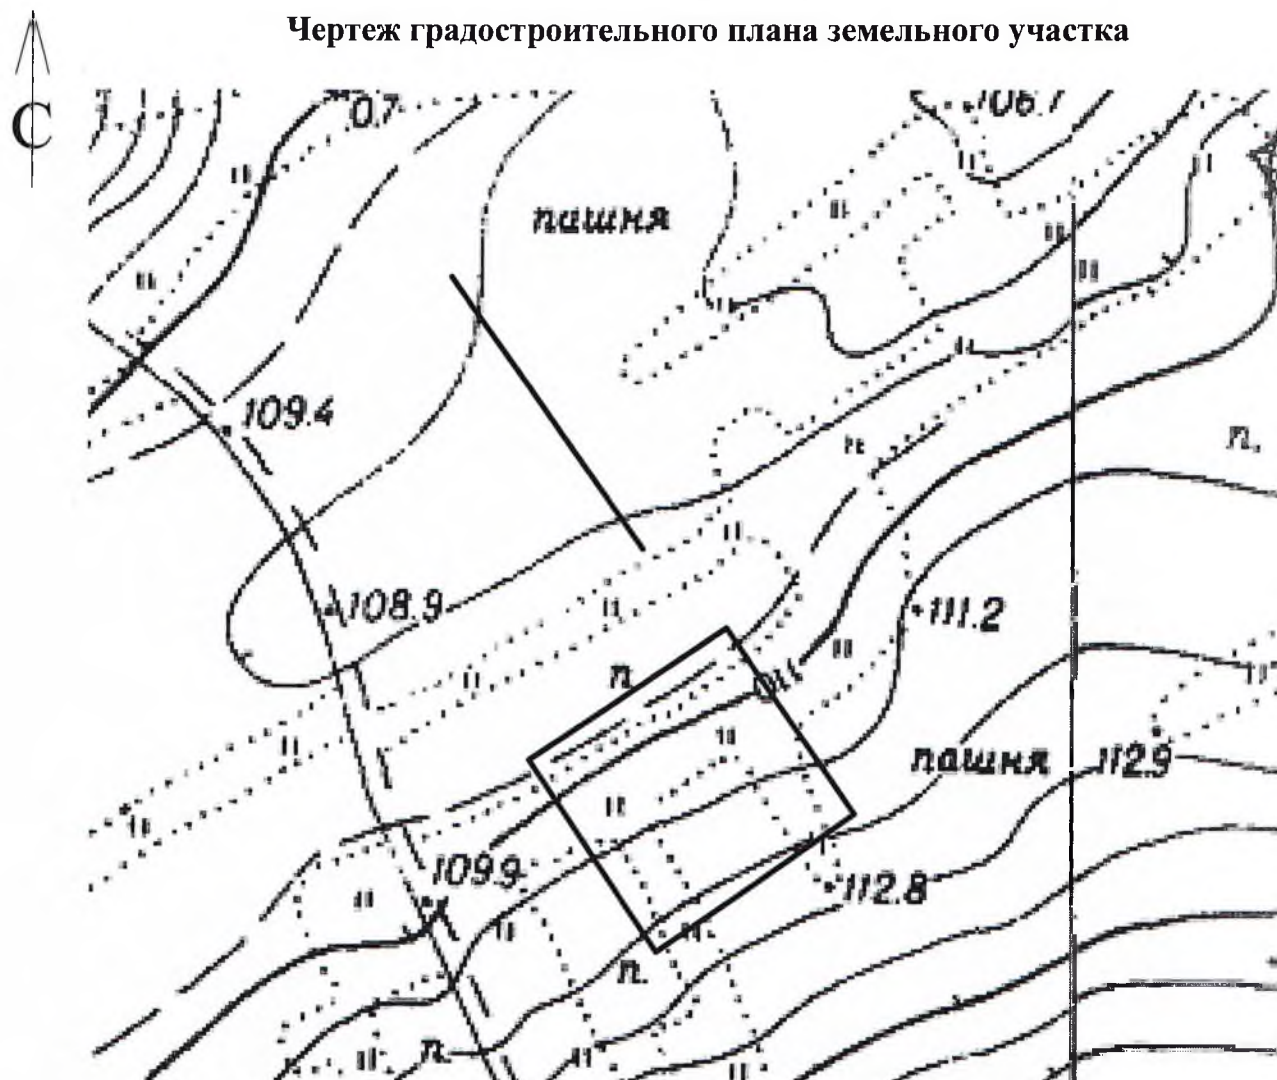 Чертеж градостроительного плана земельного участка
С
0.7
106.7
пашня
109.4
п.
108.9
111.2
п
пашня
112.9
109.9
112.8
п.
п.